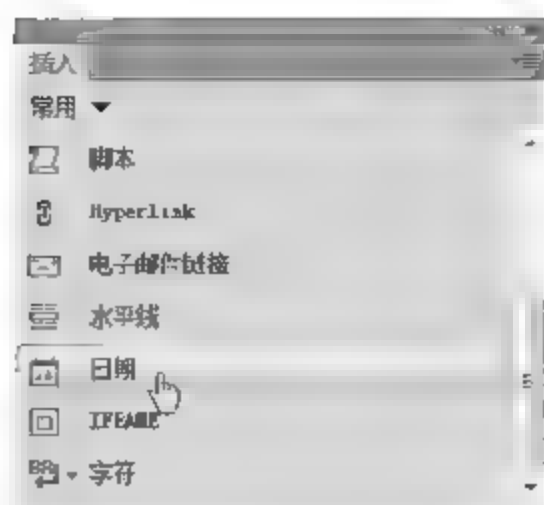 插入
常用
脚本
Hyperlink
电子邮件链接
水平线
日期
IFRAME
字符